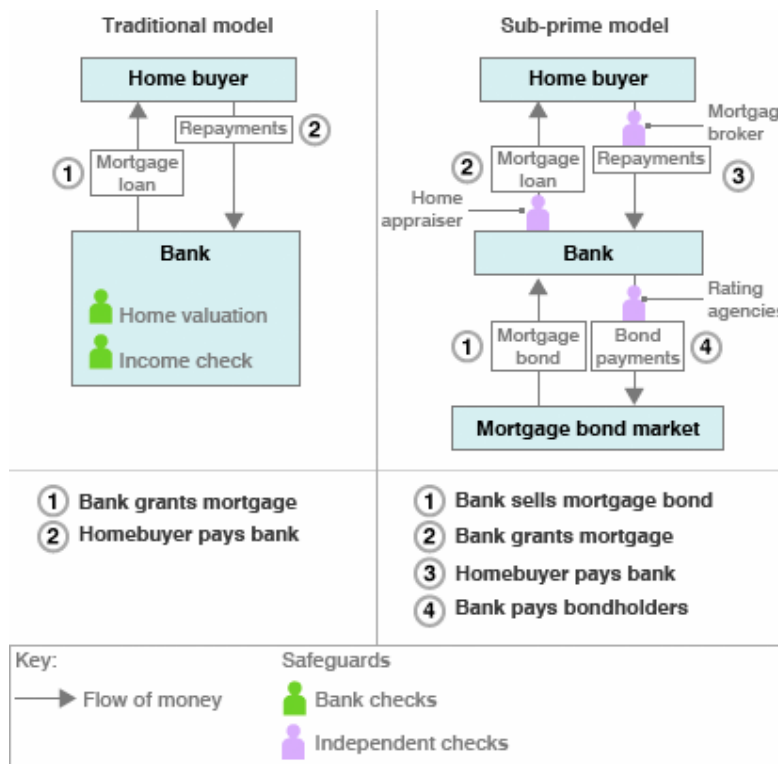 Traditional model
Home buyer
Repayments
2
1
Mortgage
loan
Bank
Home valuation
Income check
1 Bank grants mortgage
2 Homebuyer pays bank
Sub-prime model
Home buyer
Mortgag
broker
2
Mortgage
loan
Repayments
3
Home
appraiser
Bank
Rating
agencies
1
Mortgage
bond
Bond
payments
4
Mortgage bond market
1 Bank sells mortgage bond
2 Bank grants mortgage
3 Homebuyer pays bank
4 Bank pays bondholders
Key:
Flow of money
Safeguards
Bank checks
Independent checks